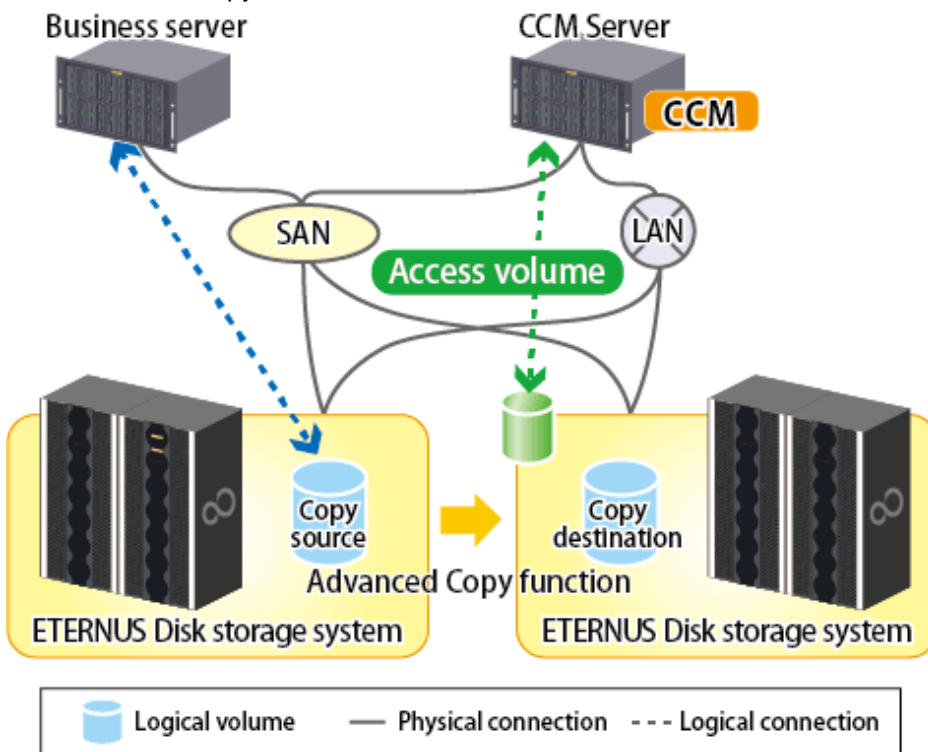 Business server
CCM Server
CCM
SAN
LAN
Access volume
Copy
source
Copy
destination
Advanced Copy function
ETERNUS Disk storage system
ETERNUS Disk storage system
Logical volume
Physical connection
Logical connection